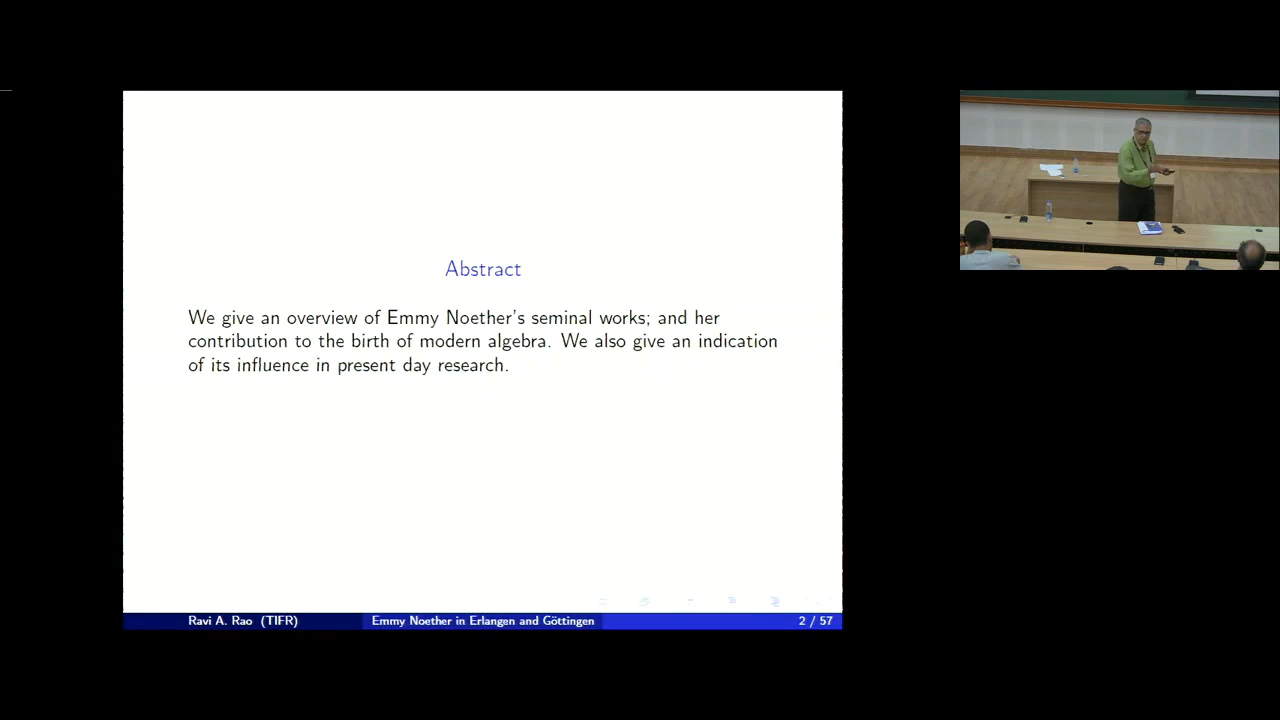 Abstract
We give an overview of Emmy Noether's seminal works; and her
contribution to the birth of modern algebra. We also give an indication
of its influence in present day research.
Ravi A. Rao (TIFR) Emmy Noether in Erlangen and Göttingen 2 / 57